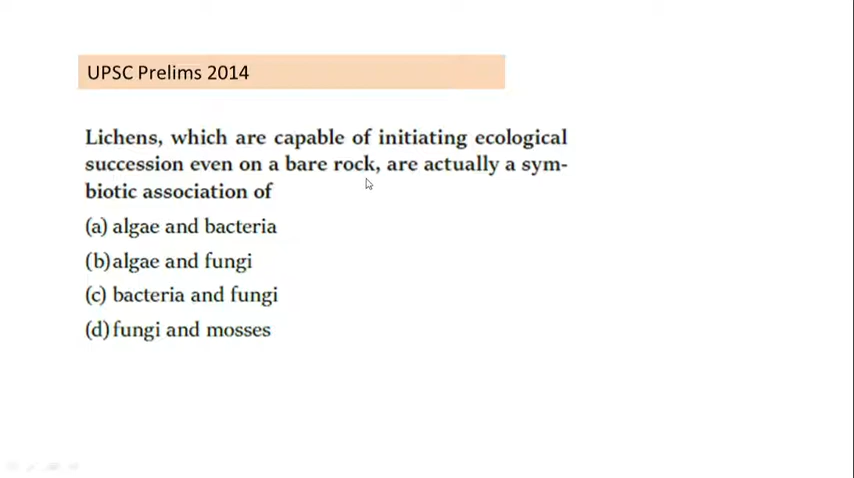 UPSC Prelims 2014
Lichens, which are capable of initiating ecological
succession even on a bare rock, are actually a sym-
biotic association of
(a) algae and bacteria
(b) algae and fungi
(c) bacteria and fungi
(d) fungi and mosses